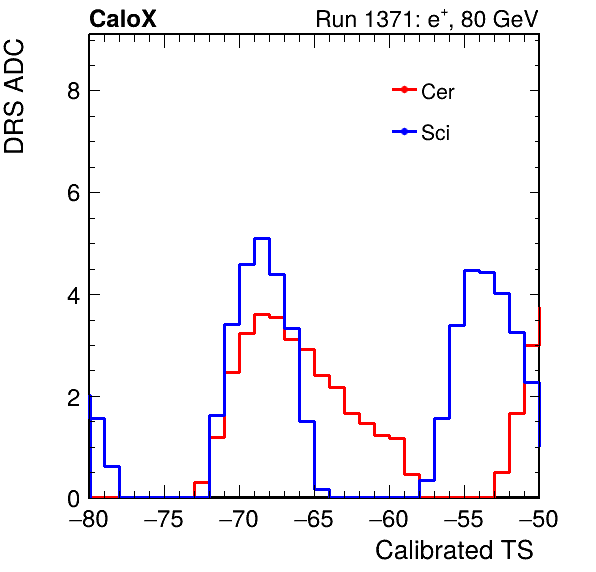 CaloX Run 1371: e⁺, 80 GeV
DRS ADC
8
6
4
2
0
Cer
Sci
−80 −75 −70 −65 −60 −55 −50
Calibrated TS